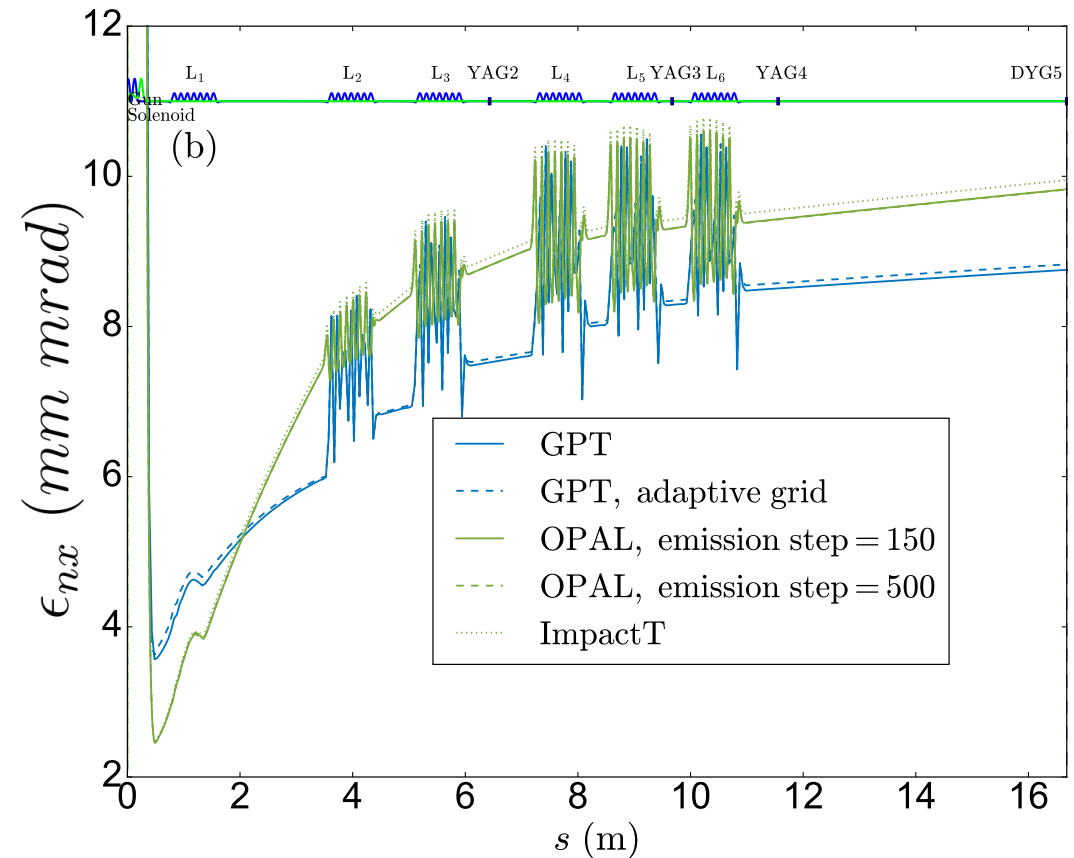 12
L1 L2 L3 YAG2 L4 L5 YAG3 L6 YAG4 DYG5
Gun
Solenoid
(b)
10
8
6
4
2
ϵnx (mm mrad)
GPT
GPT, adaptive grid
OPAL, emission step = 150
OPAL, emission step = 500
ImpactT
0 2 4 6 8 10 12 14 16
s (m)